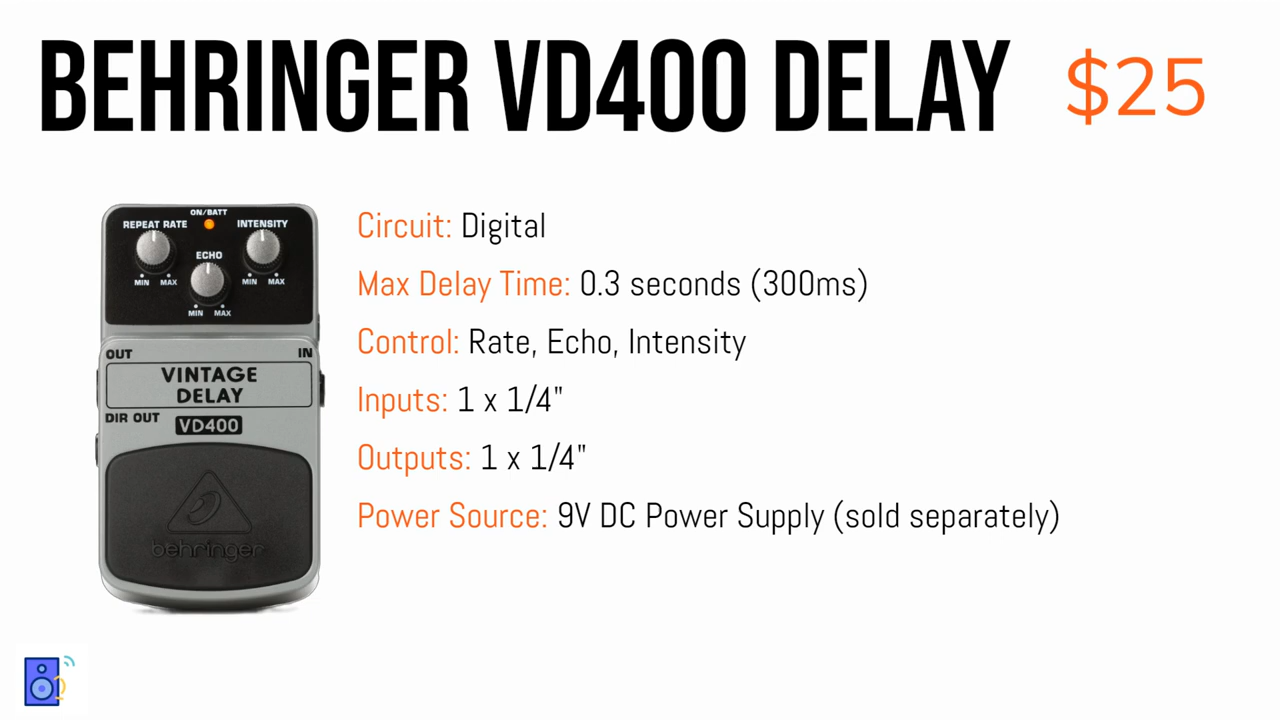 BEHRINGER VD400 DELAY $25
ON/BATT
REPEAT RATE INTENSITY
ECHO
MIN MAX MIN MAX
MIN MAX
OUT IN
VINTAGE
DELAY
DIR OUT
VD400
behringer
Circuit: Digital
Max Delay Time: 0.3 seconds (300ms)
Control: Rate, Echo, Intensity
Inputs: 1 x 1/4"
Outputs: 1 x 1/4"
Power Source: 9V DC Power Supply (sold separately)